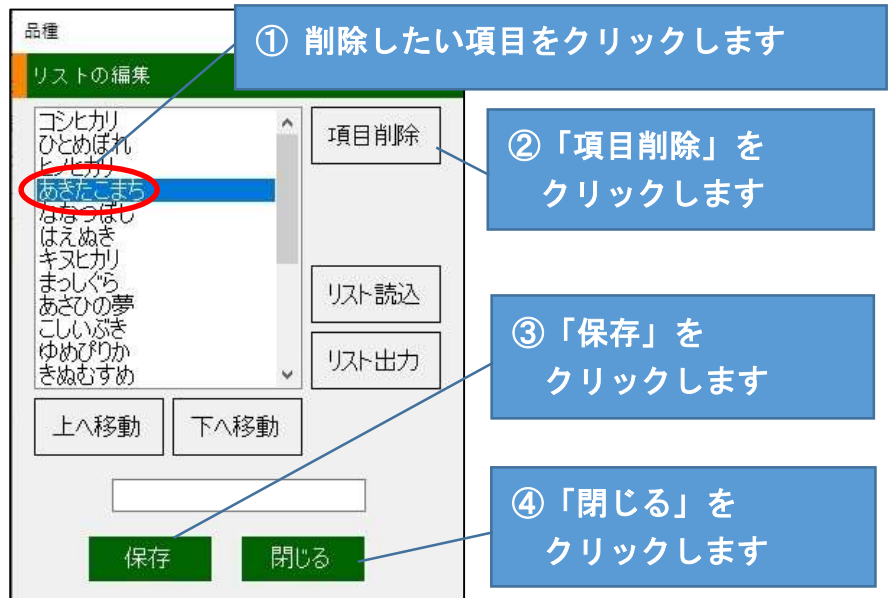 品種
① 削除したい項目をクリックします
リストの編集
コシヒカリ
ひとめぼれ
ヒノヒカリ
あきたこまち
ななつぼし
はえぬき
キヌヒカリ
まっしぐら
あさひの夢
こしいぶき
ゆめぴりか
きぬむすめ
項目削除
②「項目削除」を
クリックします
リスト読込
リスト出力
③「保存」を
クリックします
上へ移動
下へ移動
④「閉じる」を
クリックします
保存
閉じる